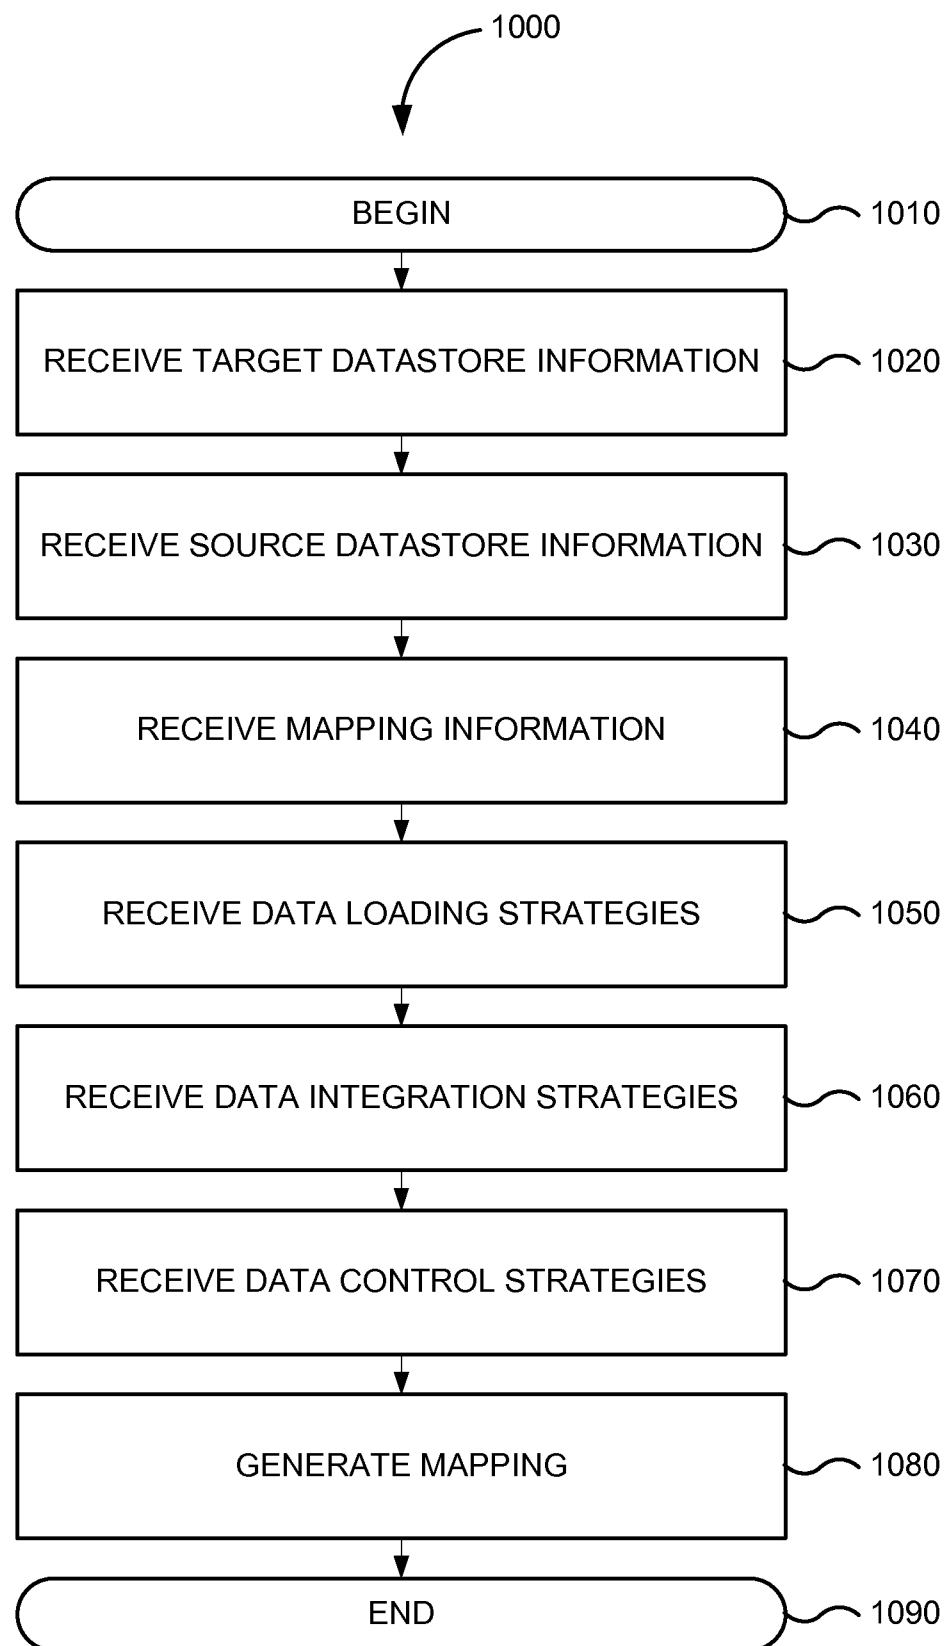 1000
BEGIN
1010
RECEIVE TARGET DATASTORE INFORMATION
1020
RECEIVE SOURCE DATASTORE INFORMATION
1030
RECEIVE MAPPING INFORMATION
1040
RECEIVE DATA LOADING STRATEGIES
1050
RECEIVE DATA INTEGRATION STRATEGIES
1060
RECEIVE DATA CONTROL STRATEGIES
1070
GENERATE MAPPING
1080
END
1090